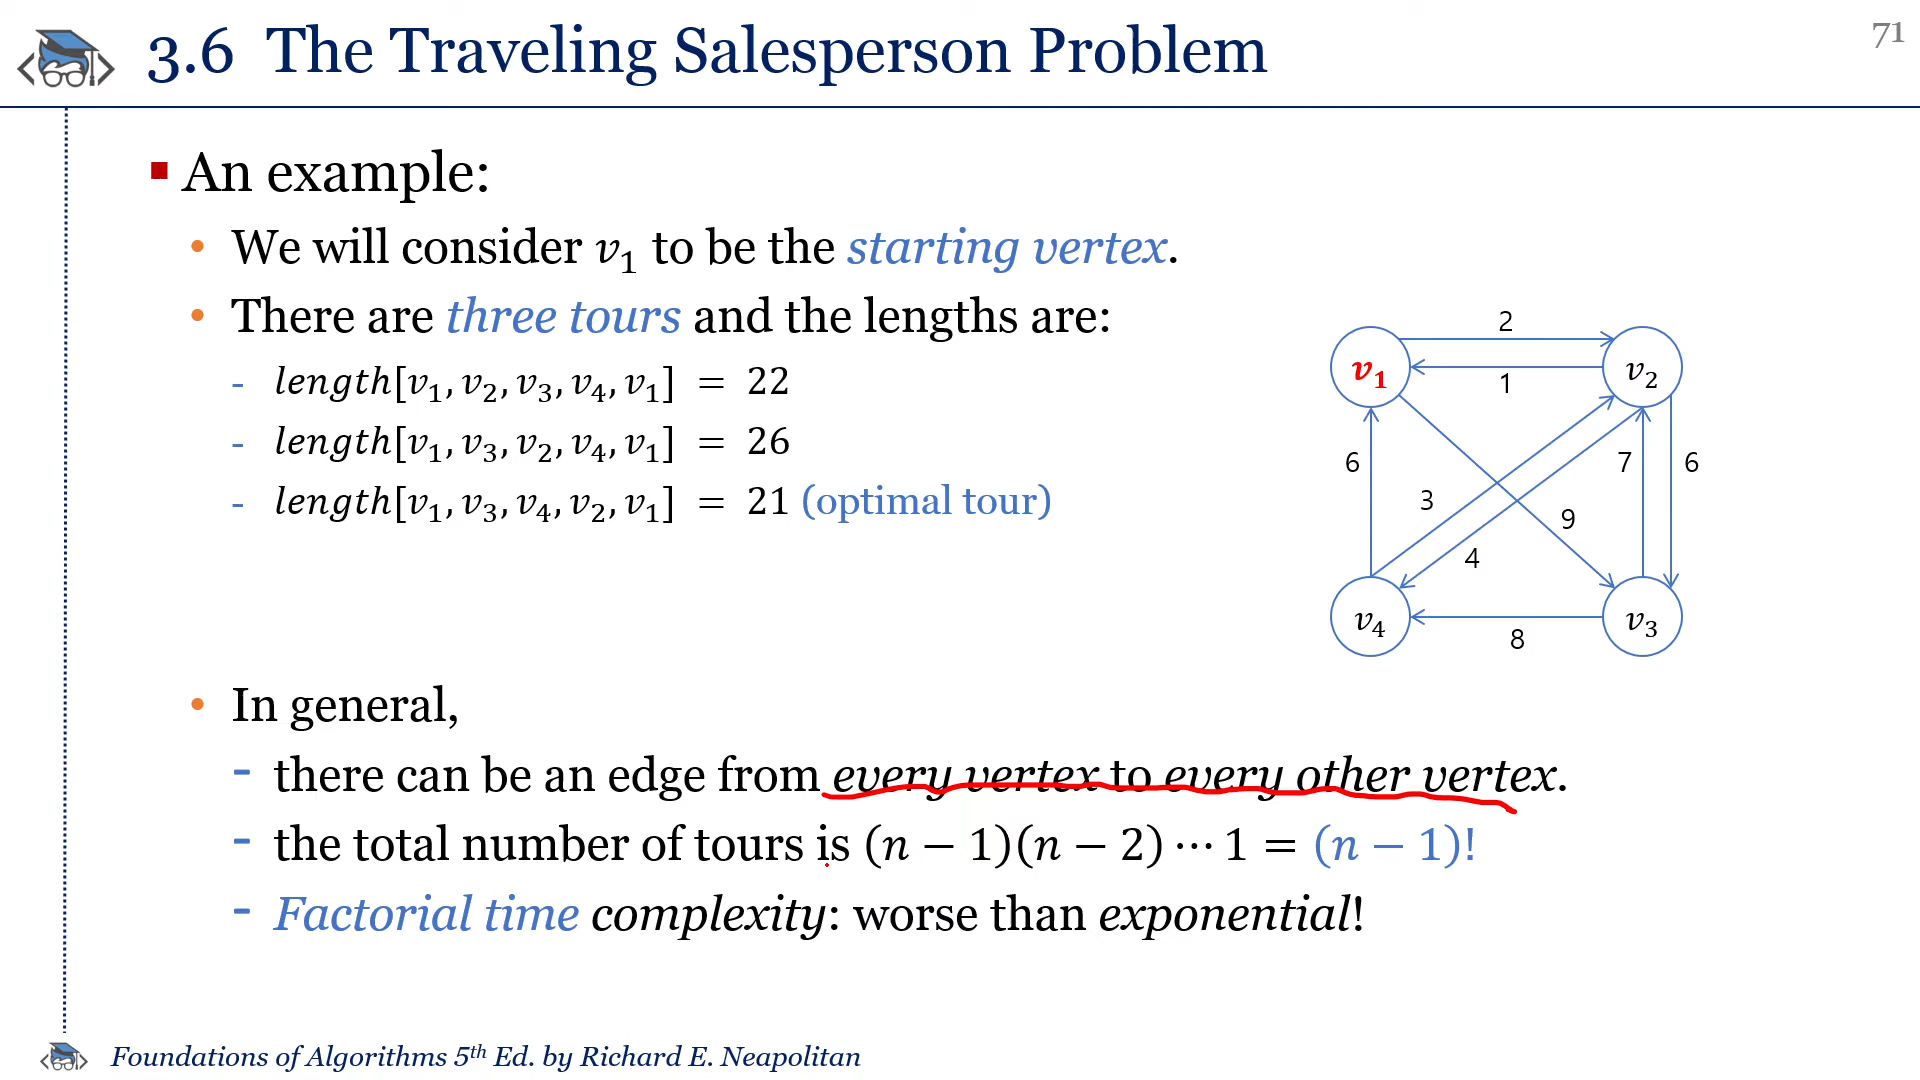 3.6 The Traveling Salesperson Problem
71
An example:
We will consider v₁ to be the starting vertex.
There are three tours and the lengths are:
- length[v₁, v₂, v₃, v₄, v₁] = 22
- length[v₁, v₃, v₂, v₄, v₁] = 26
- length[v₁, v₃, v₄, v₂, v₁] = 21 (optimal tour)
2
v₁
v₂
1
6
7
6
3
9
4
v₄
v₃
8
In general,
- there can be an edge from every vertex to every other vertex.
- the total number of tours is (n − 1)(n − 2) ⋯ 1 = (n − 1)!
- Factorial time complexity: worse than exponential!
Foundations of Algorithms 5th Ed. by Richard E. Neapolitan